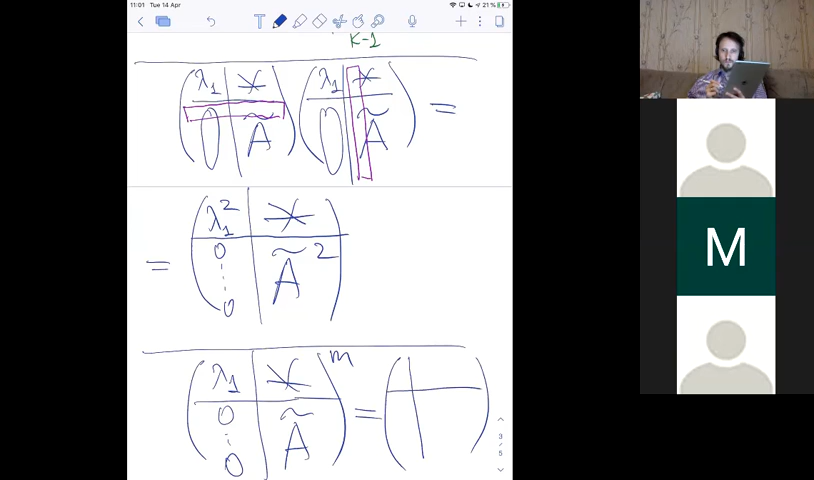 11:01 Tue 14 Apr 21%
T
K-1
( λ₁ | * ; 0 | Ã ) ( λ₁ | * ; 0 | Ã ) =
= ( λ₁² | * ; 0 ⋮ 0 | Ã² )
( λ₁ | * ; 0 ⋮ 0 | Ã )ᵐ = ( | )
3
/
5
M